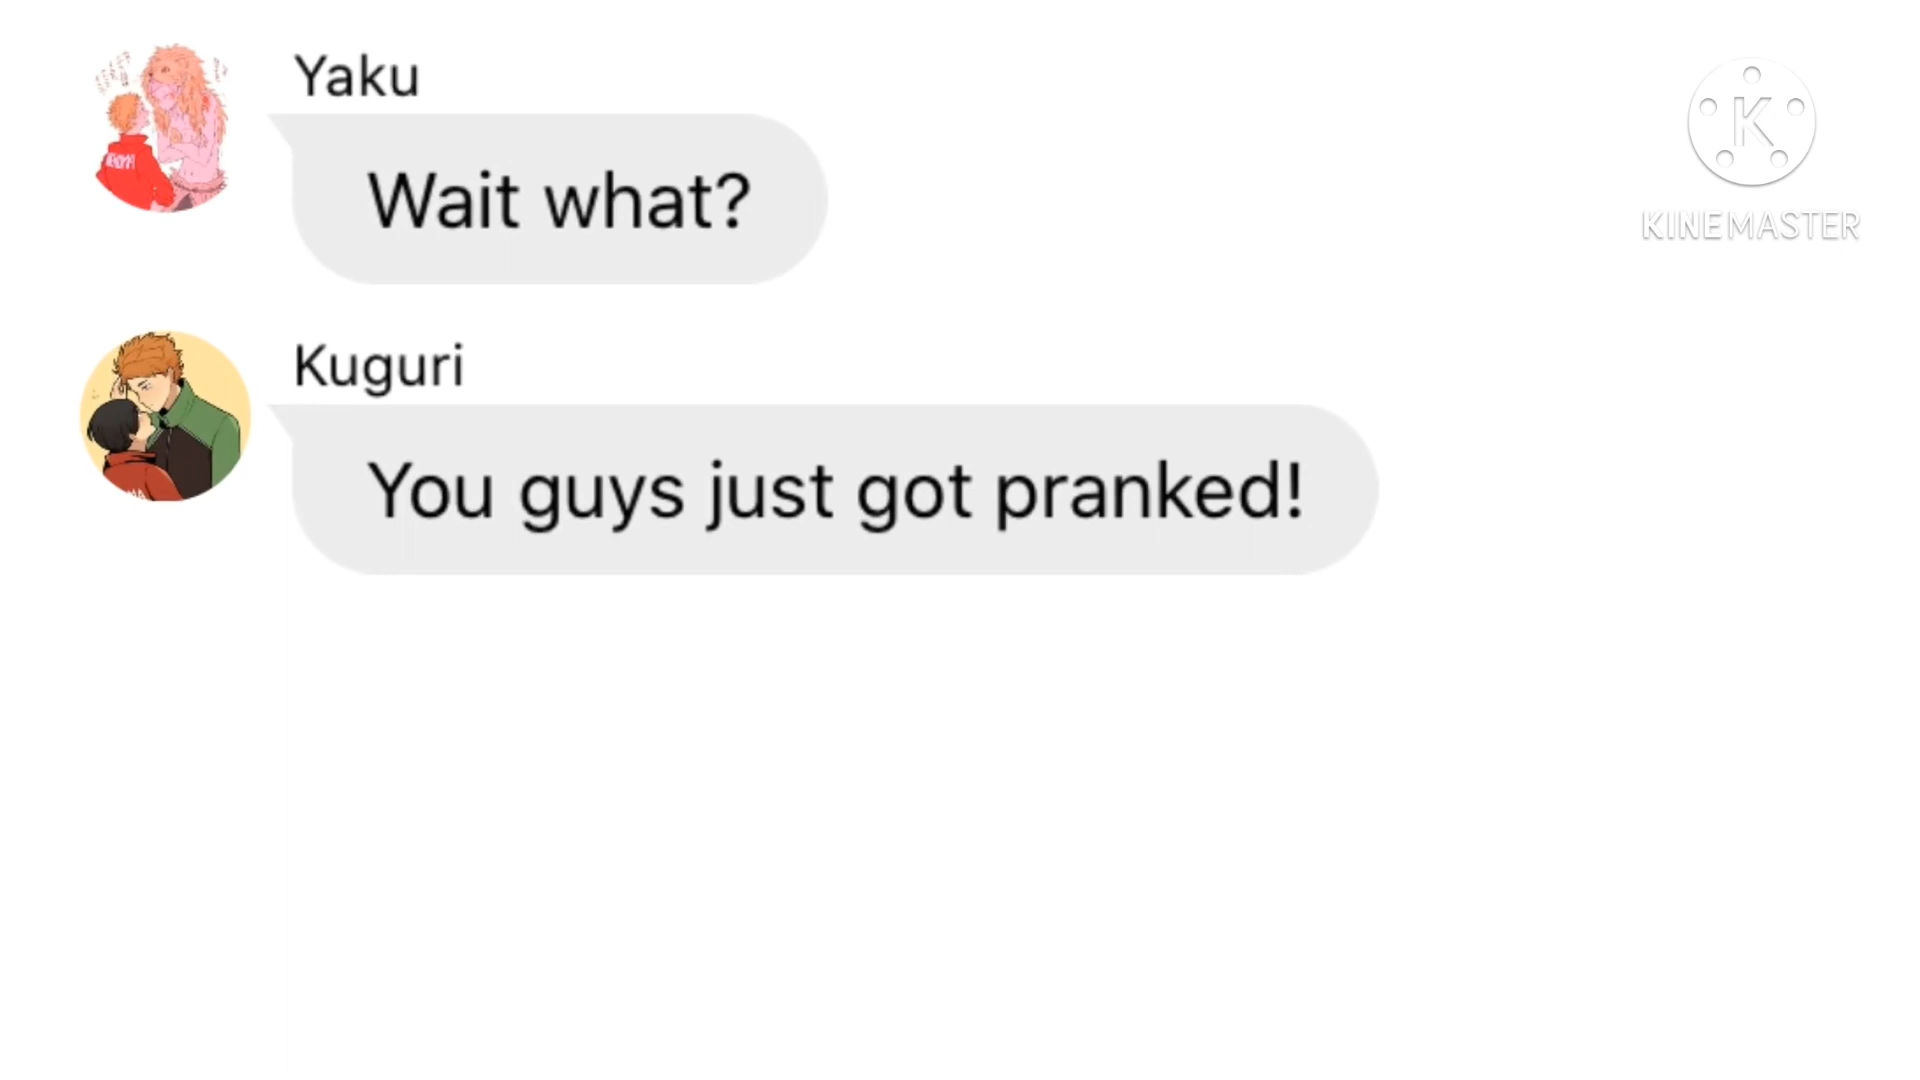 Yaku
Wait what?
Kuguri
You guys just got pranked!
K
KINEMASTER